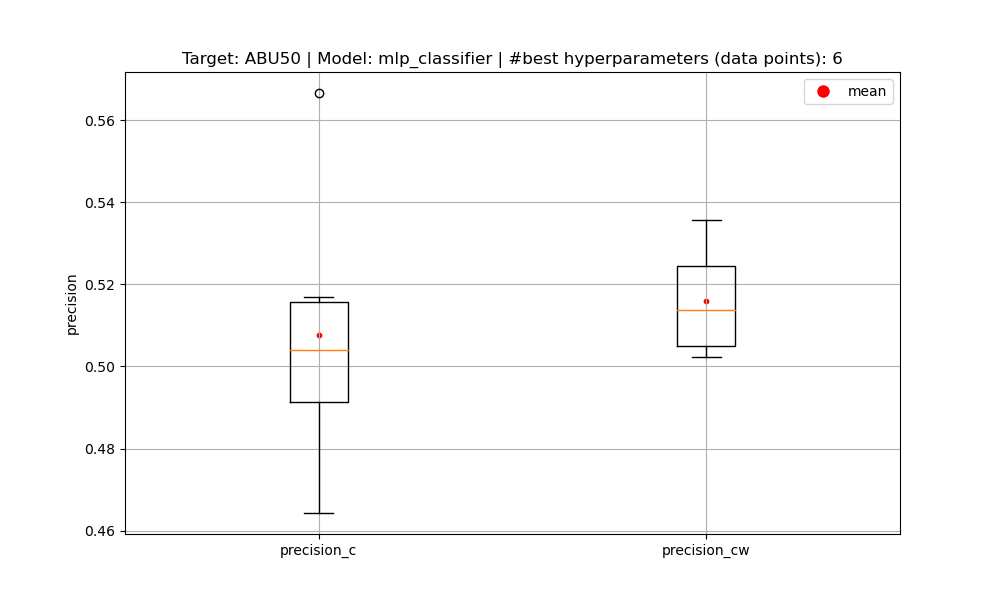 Target: ABU50 | Model: mlp_classifier | #best hyperparameters (data points): 6
mean
0.56
0.54
0.52
0.50
0.48
0.46
precision
precision_c
precision_cw